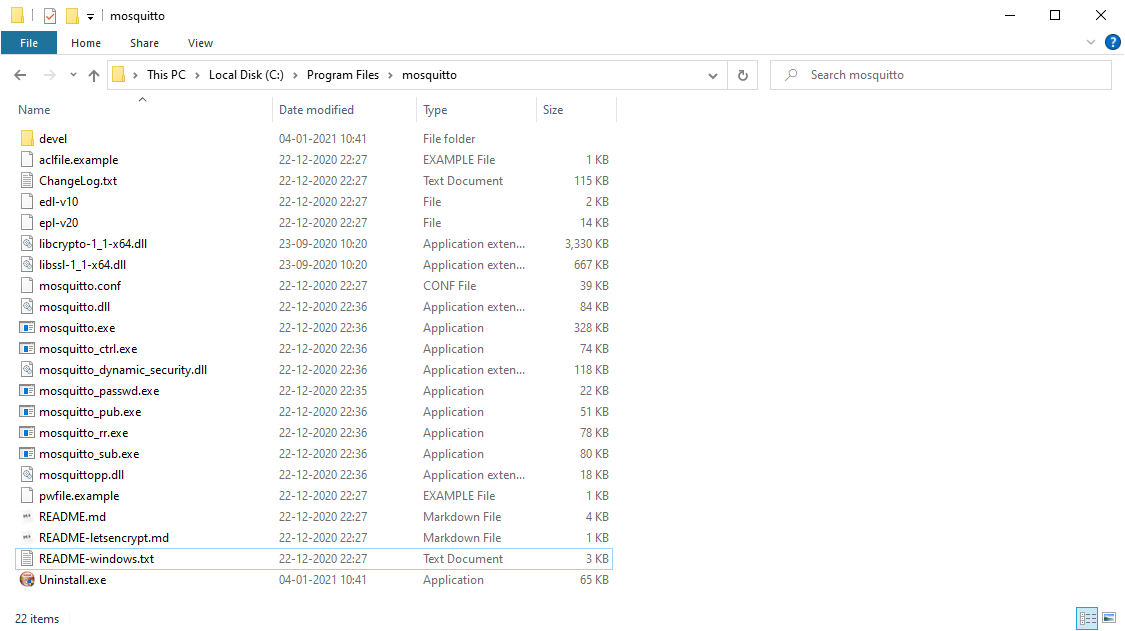 mosquitto
File Home Share View ?
This PC Local Disk (C:) Program Files mosquitto Search mosquitto
Name Date modified Type Size
devel 04-01-2021 10:41 File folder
aclfile.example 22-12-2020 22:27 EXAMPLE File 1 KB
ChangeLog.txt 22-12-2020 22:27 Text Document 115 KB
edl-v10 22-12-2020 22:27 File 2 KB
epl-v20 22-12-2020 22:27 File 14 KB
libcrypto-1_1-x64.dll 23-09-2020 10:20 Application exten... 3,330 KB
libssl-1_1-x64.dll 23-09-2020 10:20 Application exten... 667 KB
mosquitto.conf 22-12-2020 22:27 CONF File 39 KB
mosquitto.dll 22-12-2020 22:36 Application exten... 84 KB
mosquitto.exe 22-12-2020 22:36 Application 328 KB
mosquitto_ctrl.exe 22-12-2020 22:36 Application 74 KB
mosquitto_dynamic_security.dll 22-12-2020 22:36 Application exten... 118 KB
mosquitto_passwd.exe 22-12-2020 22:35 Application 22 KB
mosquitto_pub.exe 22-12-2020 22:36 Application 51 KB
mosquitto_rr.exe 22-12-2020 22:36 Application 78 KB
mosquitto_sub.exe 22-12-2020 22:36 Application 80 KB
mosquittopp.dll 22-12-2020 22:36 Application exten... 18 KB
pwfile.example 22-12-2020 22:27 EXAMPLE File 1 KB
README.md 22-12-2020 22:27 Markdown File 4 KB
README-letsencrypt.md 22-12-2020 22:27 Markdown File 1 KB
README-windows.txt 22-12-2020 22:27 Text Document 3 KB
Uninstall.exe 04-01-2021 10:41 Application 65 KB
22 items